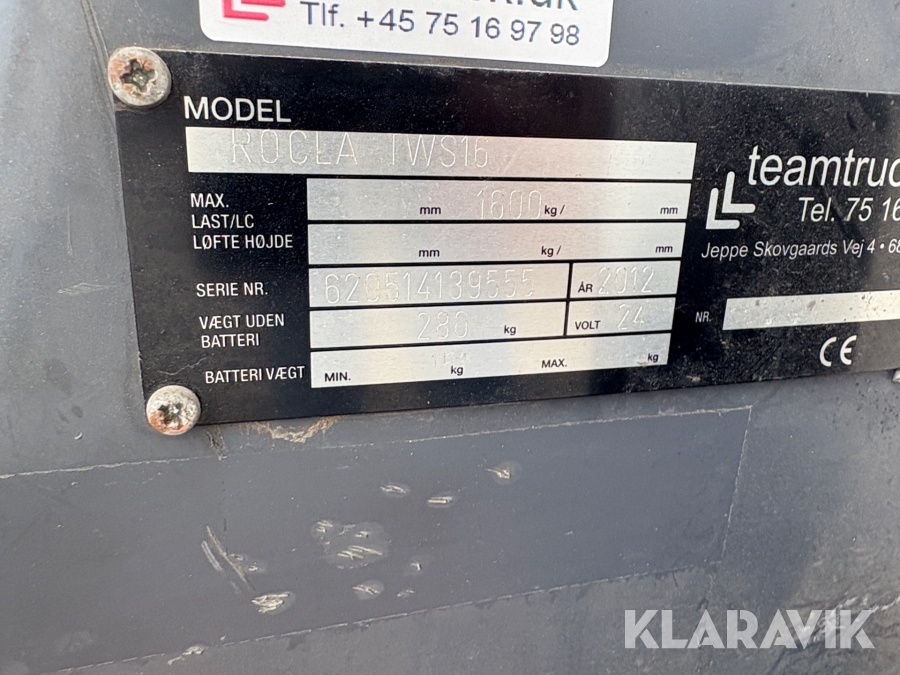 Tlf. +45 75 16 97 98
MODEL
ROCLA TWS16
MAX.
LAST/LC
LØFTE HØJDE
mm 1600 kg / mm
mm kg / mm
SERIE NR. 620514139555 ÅR 2012
VÆGT UDEN
BATTERI
280 kg VOLT 24
BATTERI VÆGT MIN. kg MAX. kg
teamtruc
Tel. 75 16
Jeppe Skovgaards Vej 4 • 68
NR.
CE
KLARAVIK